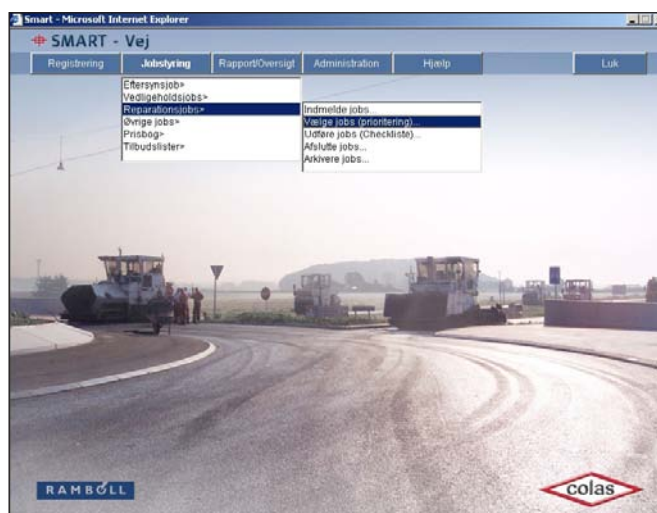 Smart - Microsoft Internet Explorer
SMART - Vej
Registrering Jobstyring Rapport/Oversigt Administration Hjælp Luk
Eftersynsjob>
Vedligeholdsjobs>
Reparationsjobs>
Øvrige jobs>
Prisbog>
Tilbudslister>
Indmelde jobs...
Vælge jobs (prioritering)...
Udføre jobs (Checkliste)...
Afslutte jobs...
Arkivere jobs...
RAMBØLL
colas